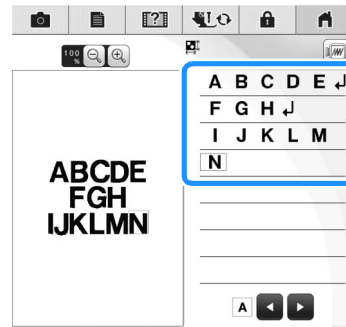 100
%
A B C D E ↲
F G H ↲
I J K L M
N
ABCDE
FGH
IJKLMN
A